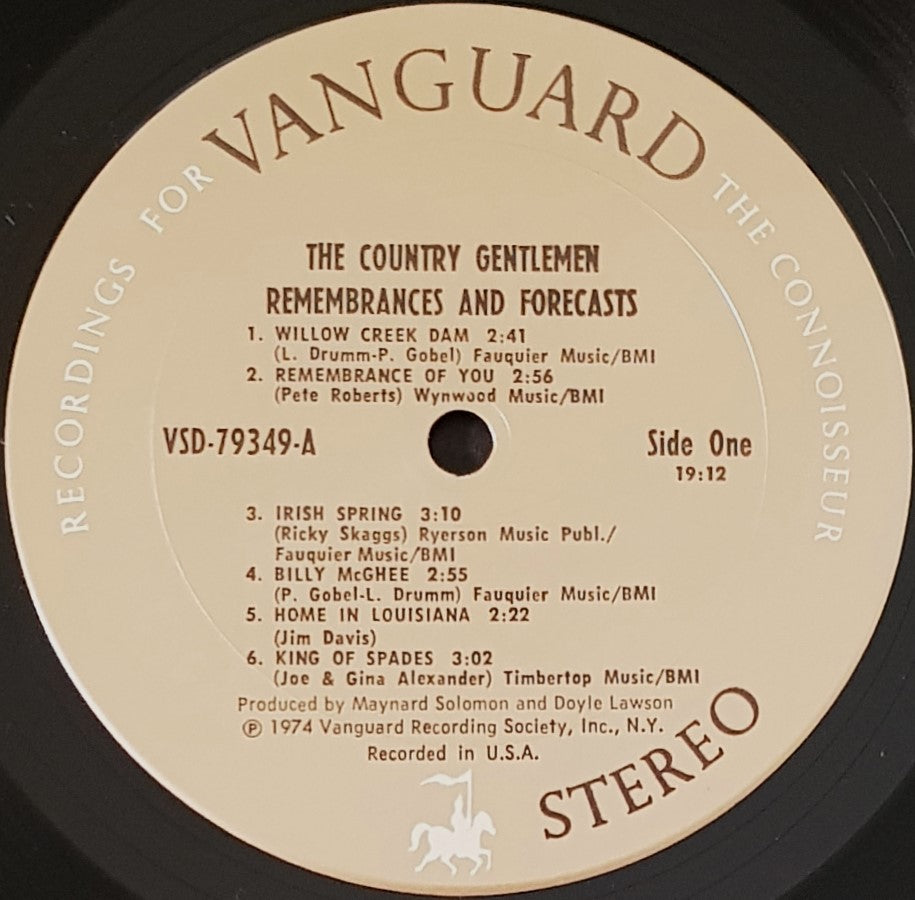 RECORDINGS FOR VANGUARD THE CONNOISSEUR
THE COUNTRY GENTLEMEN
REMEMBRANCES AND FORECASTS
1. WILLOW CREEK DAM 2:41
(L. Drumm-P. Gobel) Fauquier Music/BMI
2. REMEMBRANCE OF YOU 2:56
(Pete Roberts) Wynwood Music/BMI
VSD-79349-A
Side One
19:12
3. IRISH SPRING 3:10
(Ricky Skaggs) Ryerson Music Publ./
Fauquier Music/BMI
4. BILLY McGHEE 2:55
(P. Gobel-L. Drumm) Fauquier Music/BMI
5. HOME IN LOUISIANA 2:22
(Jim Davis)
6. KING OF SPADES 3:02
(Joe & Gina Alexander) Timbertop Music/BMI
Produced by Maynard Solomon and Doyle Lawson
℗ 1974 Vanguard Recording Society, Inc., N.Y.
Recorded in U.S.A.
STEREO